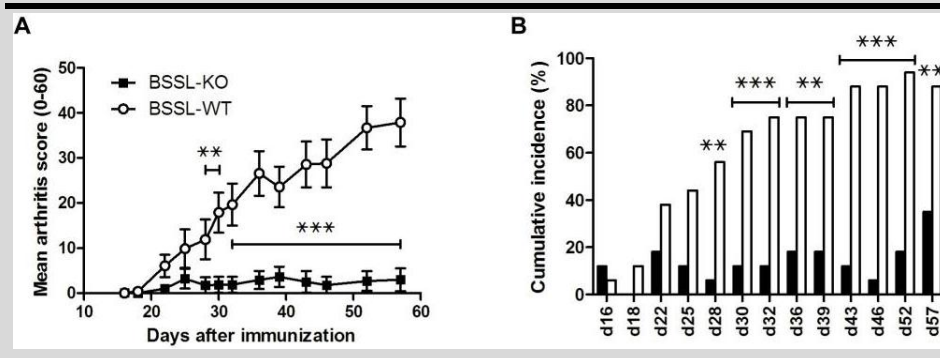 A
Mean arthritis score (0-60)
50
40
30
20
10
0
BSSL-KO
BSSL-WT
**
***
10
20
30
40
50
60
Days after immunization
B
Cumulative incidence (%)
100
80
60
40
20
0
**
***
**
***
**
d16
d18
d22
d25
d28
d30
d32
d36
d39
d43
d46
d52
d57